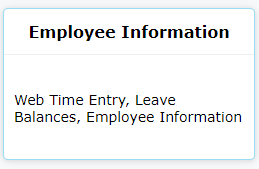 Employee Information
Web Time Entry, Leave
Balances, Employee Information